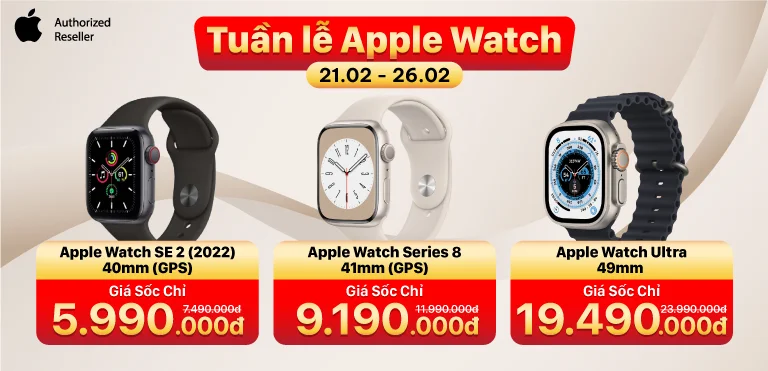 Authorized
Reseller
Tuần lễ Apple Watch
21.02 - 26.02
Apple Watch SE 2 (2022)
40mm (GPS)
Giá Sốc Chỉ
7.490.000đ
5.990.000đ
Apple Watch Series 8
41mm (GPS)
Giá Sốc Chỉ
11.990.000đ
9.190.000đ
Apple Watch Ultra
49mm
Giá Sốc Chỉ
23.990.000đ
19.490.000đ